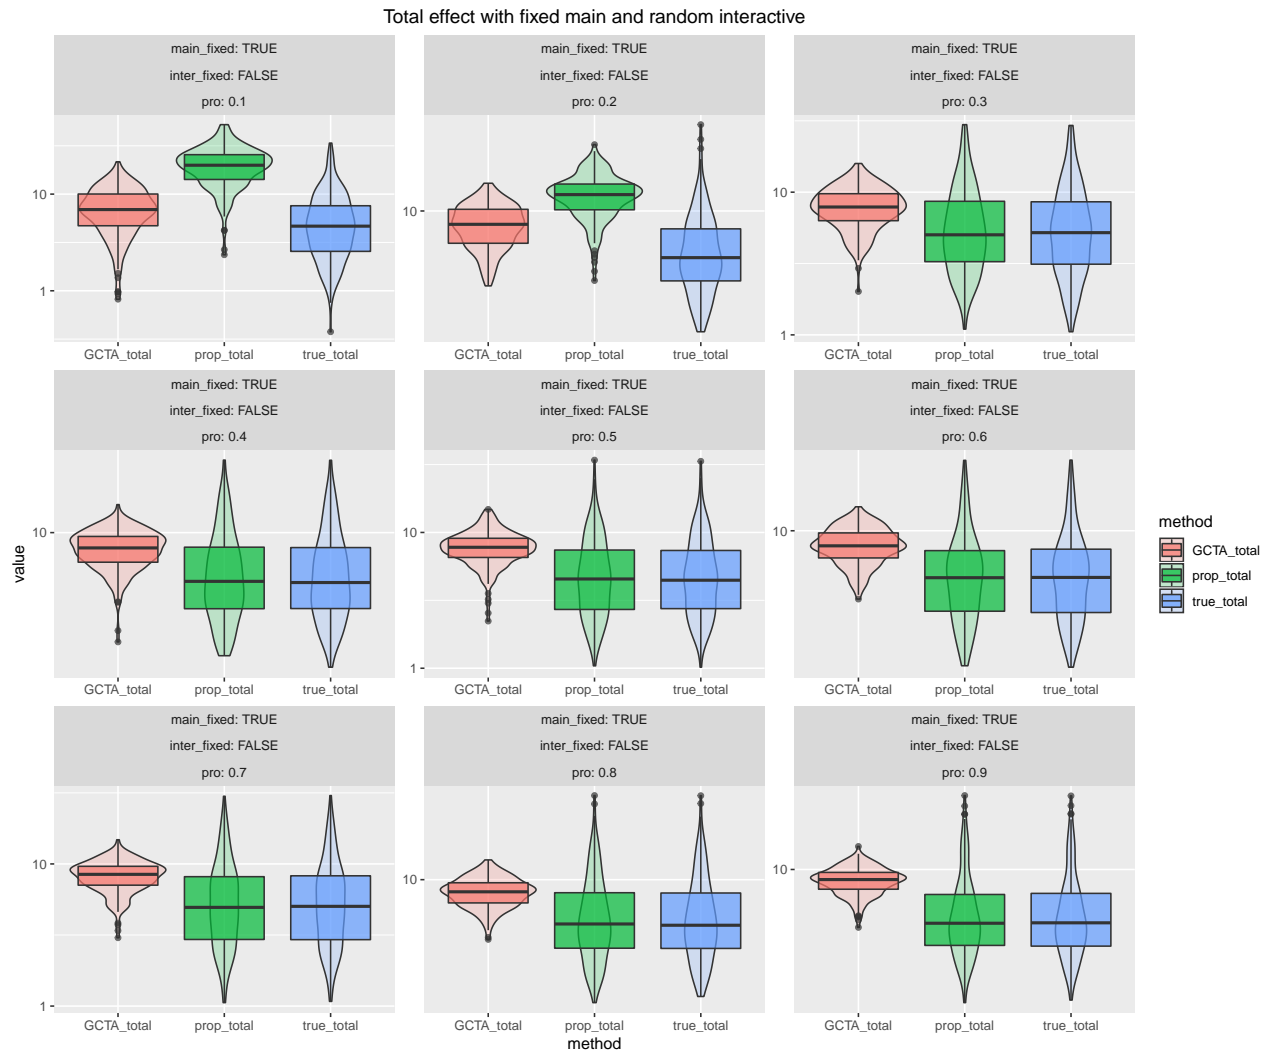 Total effect with fixed main and random interactive
main_fixed: TRUE
inter_fixed: FALSE
pro: 0.1
main_fixed: TRUE
inter_fixed: FALSE
pro: 0.2
main_fixed: TRUE
inter_fixed: FALSE
pro: 0.3
10
1
GCTA_total prop_total true_total
10
GCTA_total prop_total true_total
10
1
GCTA_total prop_total true_total
main_fixed: TRUE
inter_fixed: FALSE
pro: 0.4
main_fixed: TRUE
inter_fixed: FALSE
pro: 0.5
main_fixed: TRUE
inter_fixed: FALSE
pro: 0.6
10
GCTA_total prop_total true_total
10
1
GCTA_total prop_total true_total
10
GCTA_total prop_total true_total
main_fixed: TRUE
inter_fixed: FALSE
pro: 0.7
main_fixed: TRUE
inter_fixed: FALSE
pro: 0.8
main_fixed: TRUE
inter_fixed: FALSE
pro: 0.9
10
1
GCTA_total prop_total true_total
10
GCTA_total prop_total true_total
10
GCTA_total prop_total true_total
value
method
method
GCTA_total
prop_total
true_total